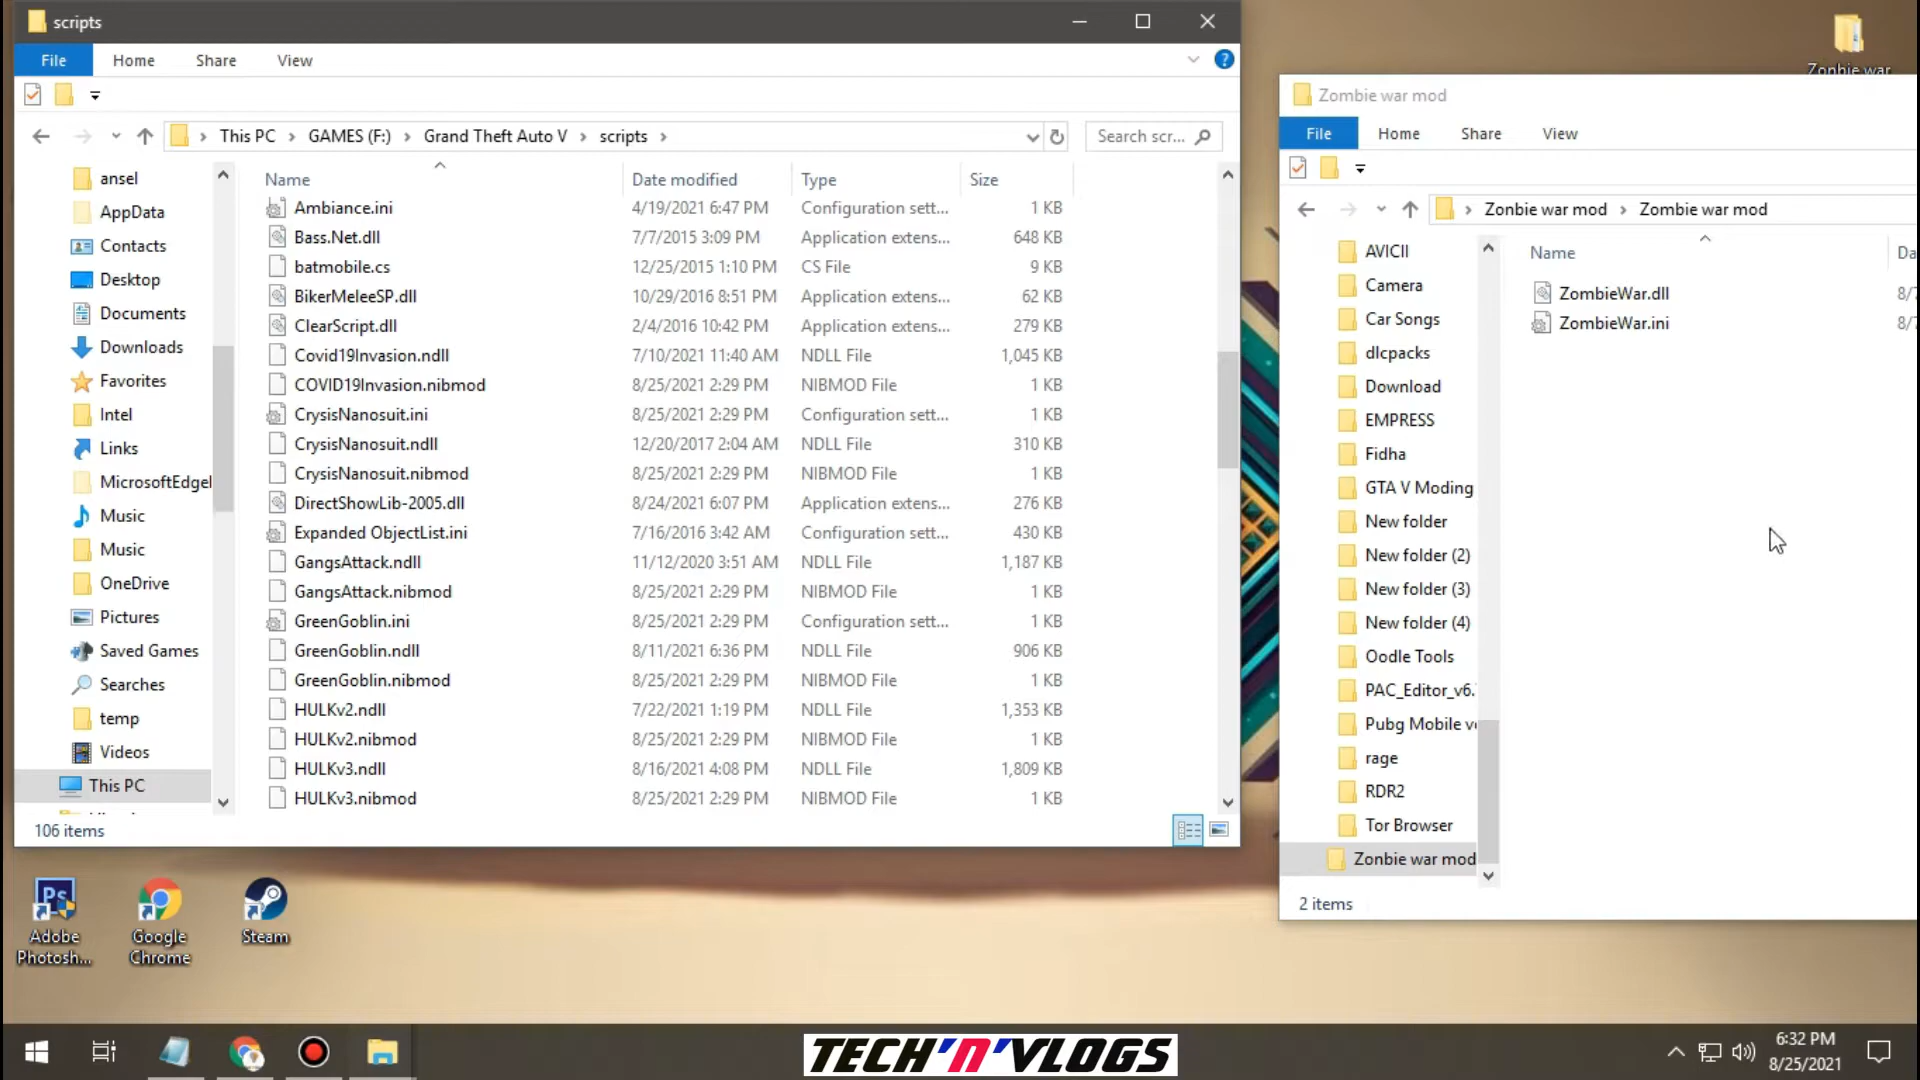 scripts
File Home Share View
This PC GAMES (F:) Grand Theft Auto V scripts Search scr...
Name Date modified Type Size
ansel
AppData
Contacts
Desktop
Documents
Downloads
Favorites
Intel
Links
MicrosoftEdgeI
Music
Music
OneDrive
Pictures
Saved Games
Searches
temp
Videos
This PC
Ambiance.ini 4/19/2021 6:47 PM Configuration sett... 1 KB
Bass.Net.dll 7/7/2015 3:09 PM Application extens... 648 KB
batmobile.cs 12/25/2015 1:10 PM CS File 9 KB
BikerMeleeSP.dll 10/29/2016 8:51 PM Application extens... 62 KB
ClearScript.dll 2/4/2016 10:42 PM Application extens... 279 KB
Covid19Invasion.ndll 7/10/2021 11:40 AM NDLL File 1,045 KB
COVID19Invasion.nibmod 8/25/2021 2:29 PM NIBMOD File 1 KB
CrysisNanosuit.ini 8/25/2021 2:29 PM Configuration sett... 1 KB
CrysisNanosuit.ndll 12/20/2017 2:04 AM NDLL File 310 KB
CrysisNanosuit.nibmod 8/25/2021 2:29 PM NIBMOD File 1 KB
DirectShowLib-2005.dll 8/24/2021 6:07 PM Application extens... 276 KB
Expanded ObjectList.ini 7/16/2016 3:42 AM Configuration sett... 430 KB
GangsAttack.ndll 11/12/2020 3:51 AM NDLL File 1,187 KB
GangsAttack.nibmod 8/25/2021 2:29 PM NIBMOD File 1 KB
GreenGoblin.ini 8/25/2021 2:29 PM Configuration sett... 1 KB
GreenGoblin.ndll 8/11/2021 6:36 PM NDLL File 906 KB
GreenGoblin.nibmod 8/25/2021 2:29 PM NIBMOD File 1 KB
HULKv2.ndll 7/22/2021 1:19 PM NDLL File 1,353 KB
HULKv2.nibmod 8/25/2021 2:29 PM NIBMOD File 1 KB
HULKv3.ndll 8/16/2021 4:08 PM NDLL File 1,809 KB
HULKv3.nibmod 8/25/2021 2:29 PM NIBMOD File 1 KB
106 items
Zonbie war
Zombie war mod
File Home Share View
Zonbie war mod Zombie war mod
Name Da
AVICII
Camera
Car Songs
dlcpacks
Download
EMPRESS
Fidha
GTA V Moding
New folder
New folder (2)
New folder (3)
New folder (4)
Oodle Tools
PAC_Editor_v6.
Pubg Mobile v
rage
RDR2
Tor Browser
Zonbie war mod
ZombieWar.dll 8/
ZombieWar.ini 8/
2 items
Adobe Photosh...
Google Chrome
Steam
TECH'N'VLOGS
6:32 PM
8/25/2021